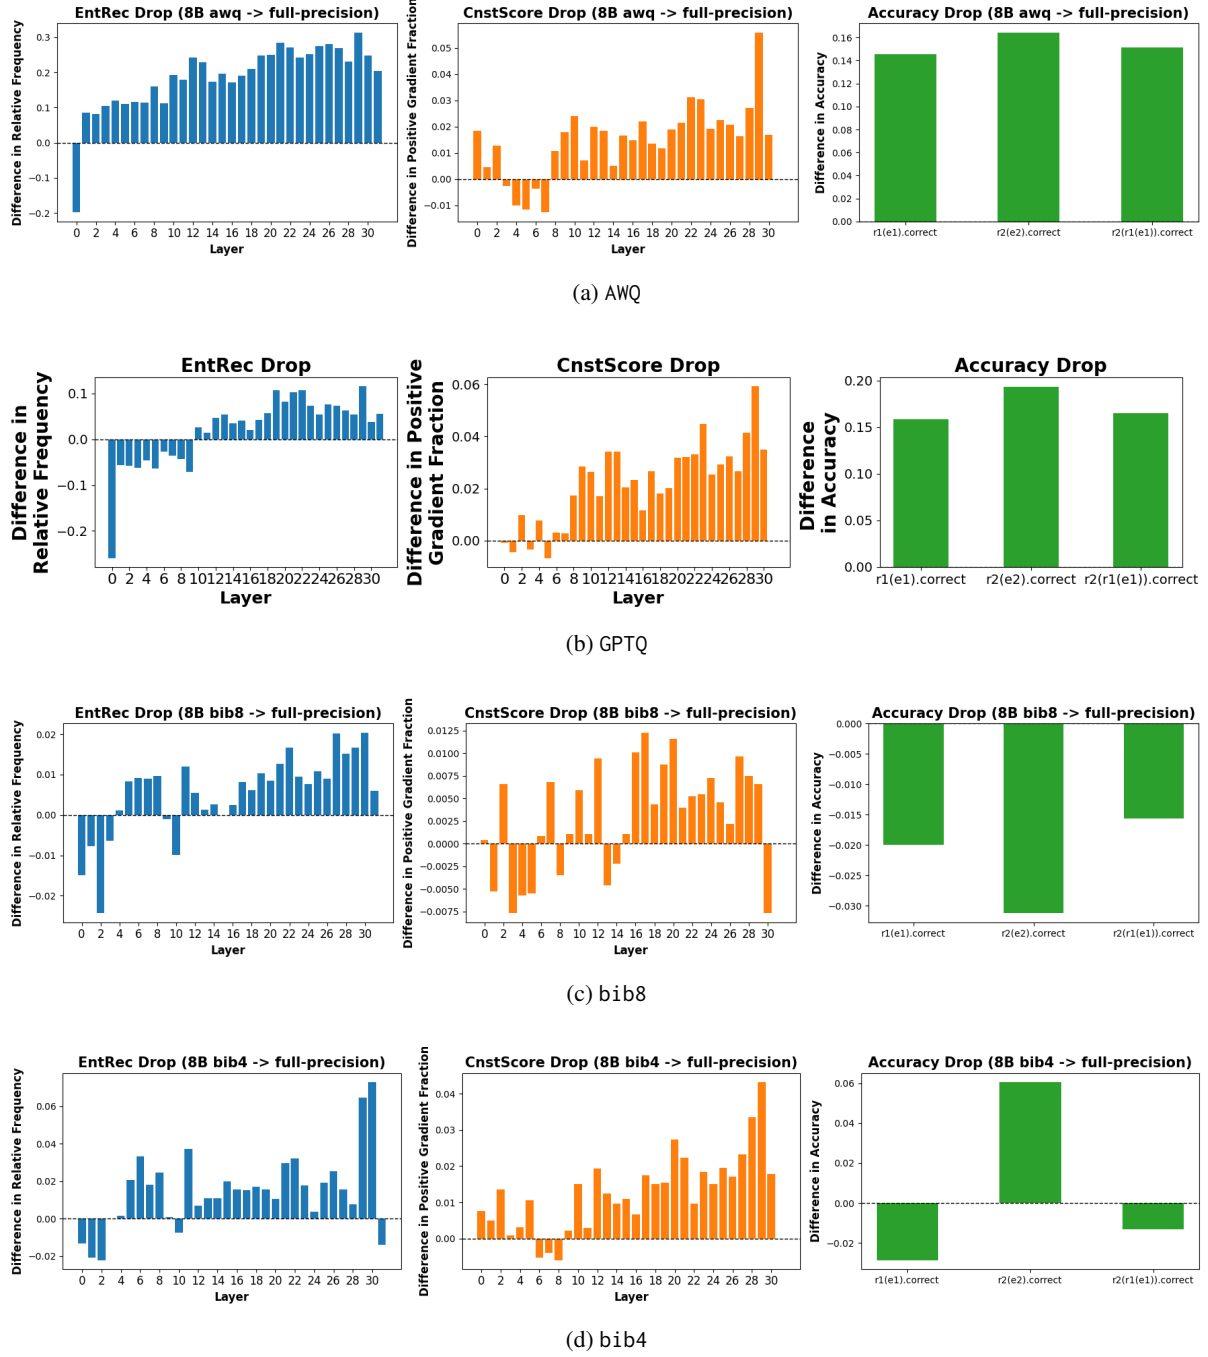 EntRec Drop (8B awq -> full-precision)
Difference in Relative Frequency
0.3
0.2
0.1
0.0
−0.1
−0.2
0 2 4 6 8 10 12 14 16 18 20 22 24 26 28 30
Layer
CnstScore Drop (8B awq -> full-precision)
Difference in Positive Gradient Fraction
0.05
0.04
0.03
0.02
0.01
0.00
−0.01
0 2 4 6 8 10 12 14 16 18 20 22 24 26 28 30
Layer
Accuracy Drop (8B awq -> full-precision)
Difference in Accuracy
0.16
0.14
0.12
0.10
0.08
0.06
0.04
0.02
0.00
r1(e1).correct r2(e2).correct r2(r1(e1)).correct
(a) AWQ
EntRec Drop
Difference in
Relative Frequency
0.1
0.0
−0.1
−0.2
0 2 4 6 8 10 12 14 16 18 20 22 24 26 28 30
Layer
CnstScore Drop
Difference in Positive
Gradient Fraction
0.06
0.04
0.02
0.00
0 2 4 6 8 10 12 14 16 18 20 22 24 26 28 30
Layer
Accuracy Drop
Difference
in Accuracy
0.20
0.15
0.10
0.05
0.00
r1(e1).correct r2(e2).correct r2(r1(e1)).correct
(b) GPTQ
EntRec Drop (8B bib8 -> full-precision)
Difference in Relative Frequency
0.02
0.01
0.00
−0.01
−0.02
0 2 4 6 8 10 12 14 16 18 20 22 24 26 28 30
Layer
CnstScore Drop (8B bib8 -> full-precision)
Difference in Positive Gradient Fraction
0.0125
0.0100
0.0075
0.0050
0.0025
0.0000
−0.0025
−0.0050
−0.0075
0 2 4 6 8 10 12 14 16 18 20 22 24 26 28 30
Layer
Accuracy Drop (8B bib8 -> full-precision)
Difference in Accuracy
0.000
−0.005
−0.010
−0.015
−0.020
−0.025
−0.030
r1(e1).correct r2(e2).correct r2(r1(e1)).correct
(c) bib8
EntRec Drop (8B bib4 -> full-precision)
Difference in Relative Frequency
0.06
0.04
0.02
0.00
−0.02
0 2 4 6 8 10 12 14 16 18 20 22 24 26 28 30
Layer
CnstScore Drop (8B bib4 -> full-precision)
Difference in Positive Gradient Fraction
0.04
0.03
0.02
0.01
0.00
0 2 4 6 8 10 12 14 16 18 20 22 24 26 28 30
Layer
Accuracy Drop (8B bib4 -> full-precision)
Difference in Accuracy
0.06
0.04
0.02
0.00
−0.02
r1(e1).correct r2(e2).correct r2(r1(e1)).correct
(d) bib4